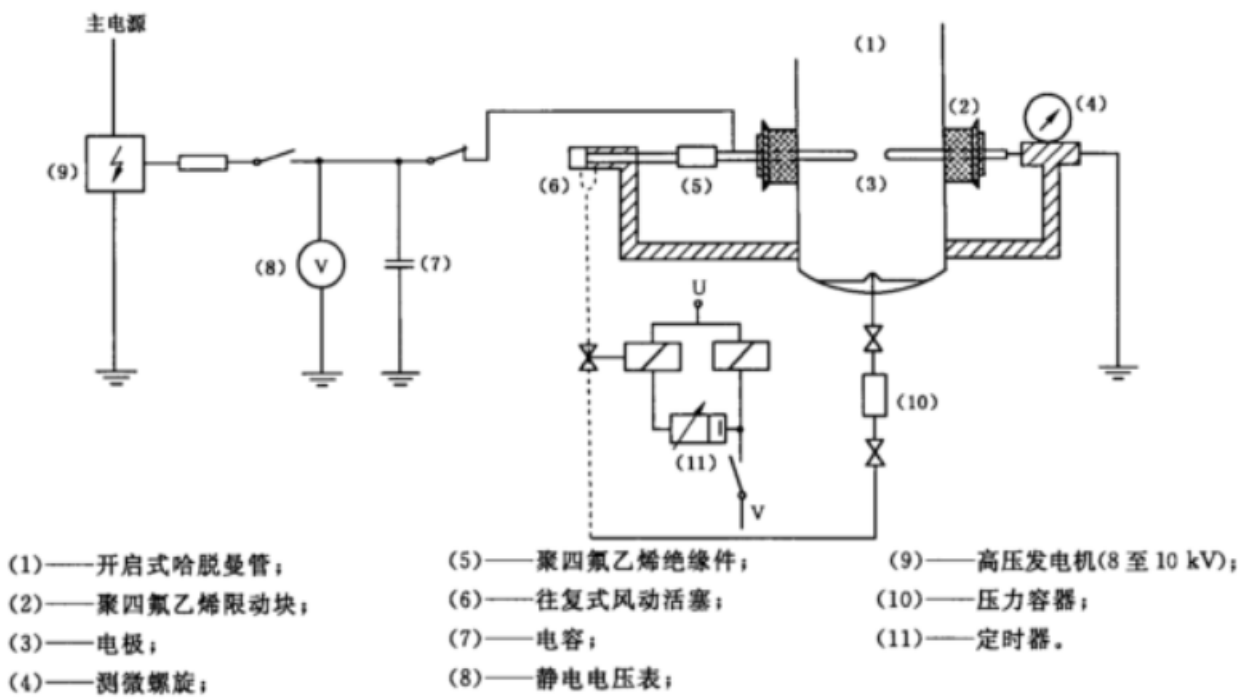 主电源
(1)
(2)
(4)
(9)
(6)
(5)
(3)
(8)
V
(7)
U
(10)
(11)
V
(1)——开启式哈脱曼管;
(2)——聚四氟乙烯限动块;
(3)——电极;
(4)——测微螺旋;
(5)——聚四氟乙烯绝缘件;
(6)——往复式风动活塞;
(7)——电容;
(8)——静电电压表;
(9)——高压发电机(8至10 kV);
(10)——压力容器;
(11)——定时器。